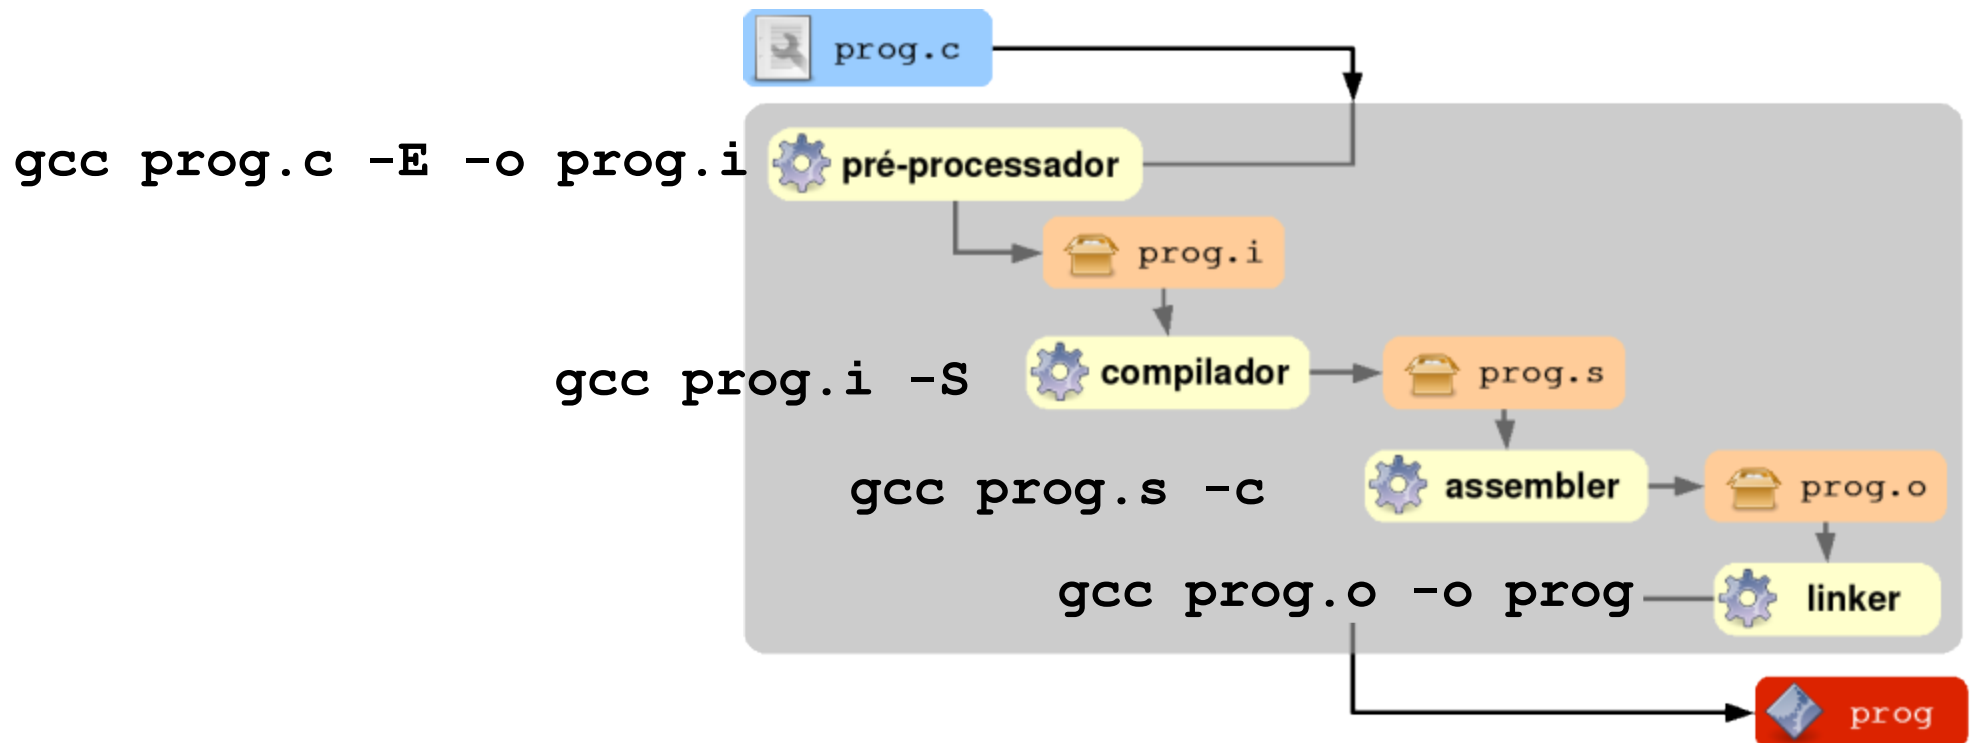 prog.c
gcc prog.c -E -o prog.i
pré-processador
prog.i
gcc prog.i -S
compilador
prog.s
gcc prog.s -c
assembler
prog.o
gcc prog.o -o prog
linker
prog